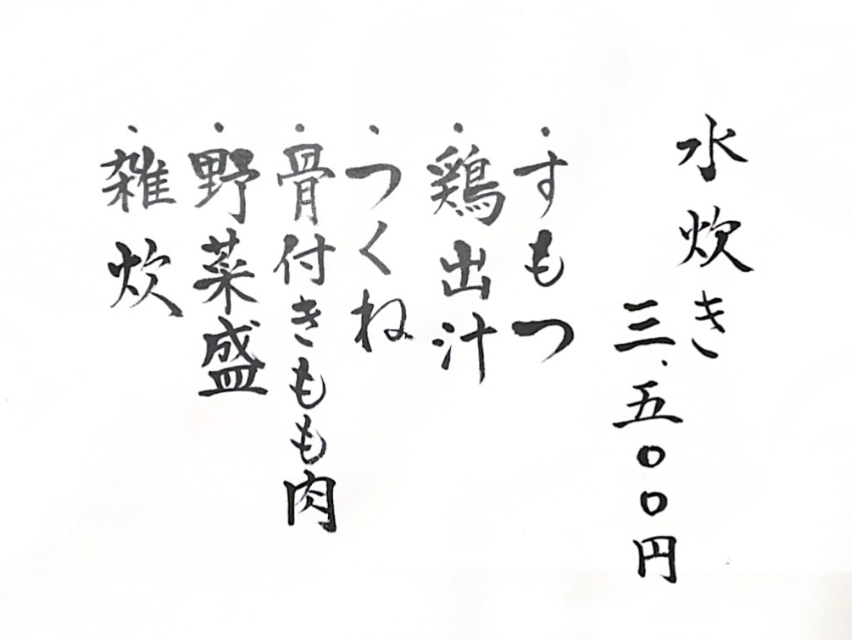 水炊き
三、五〇〇円
・すもつ
・鶏出汁
・つくね
・骨付きもも肉
・野菜盛
・雑炊